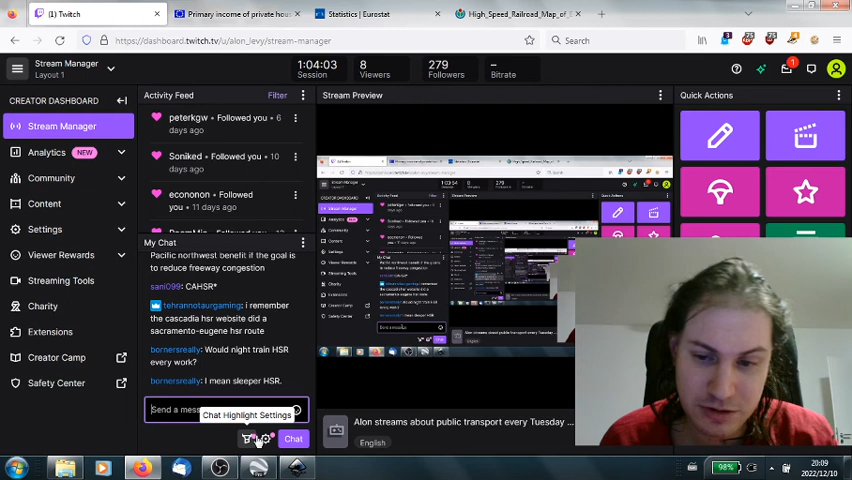 Twitch
Primary income of private hou
Statistics | Eurostat
High_Speed_Railroad_Map_of_E
https://dashboard.twitch.tv/u/alon_levy/stream-manager
Search
Stream Manager
Layout 1
1:04:03
Session
8
Viewers
279
Followers
–
Bitrate
1
CREATOR DASHBOARD
Stream Manager
Analytics NEW
Community
Content
Settings
Viewer Rewards
Streaming Tools
Charity
Extensions
Creator Camp
Safety Center
Activity Feed
Filter
peterkgw • Followed you • 6
days ago
Soniked • Followed you • 10
days ago
econonon • Followed
you • 11 days ago
My Chat
Pacific northwest benefit if the goal is
to reduce freeway congestion
sani099: CAHSR*
tehrannotaurgaming: i remember
the cascadia hsr website did a
sacramento-eugene hsr route
bornersreally: Would night train HSR
every work?
bornersreally: I mean sleeper HSR.
Send a mess
Chat Highlight Settings
Chat
Stream Preview
Alon streams about public transport every Tuesday ...
English
Quick Actions
98%
20:09
2022/12/10